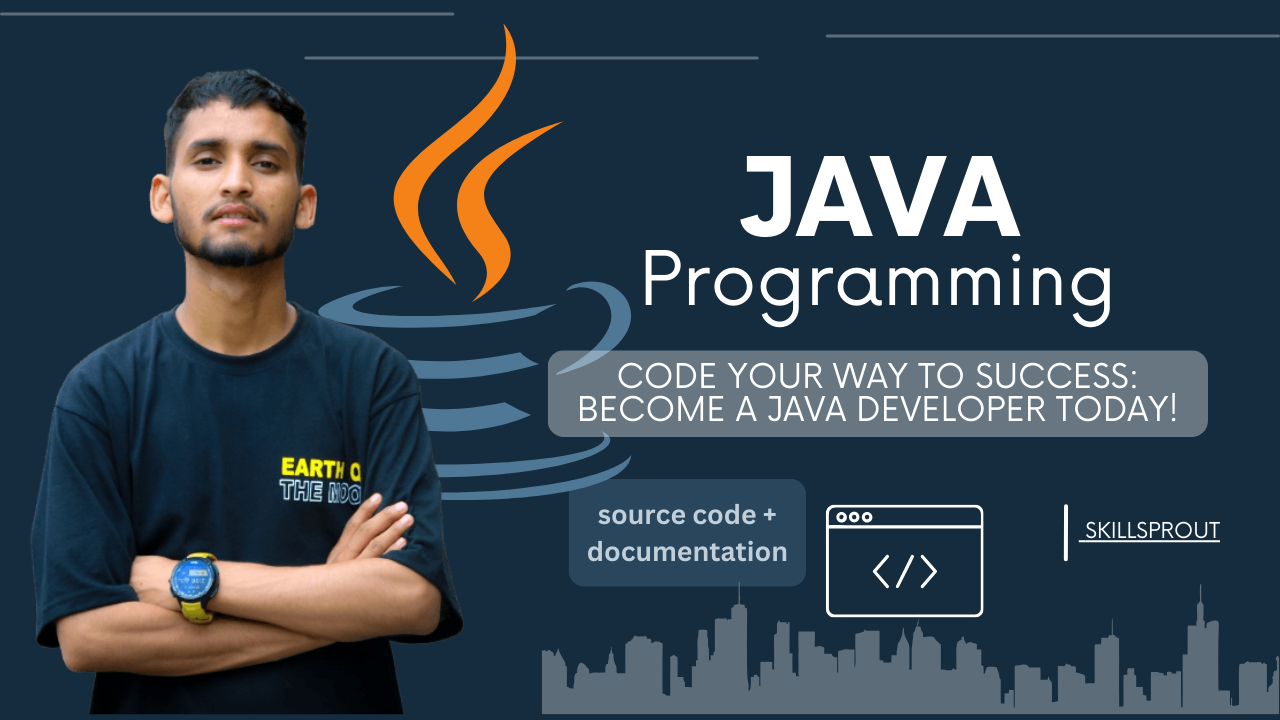 JAVA
Programming
CODE YOUR WAY TO SUCCESS:
BECOME A JAVA DEVELOPER TODAY!
EARTH
THE
source code +
documentation
</>
SKILLSPROUT